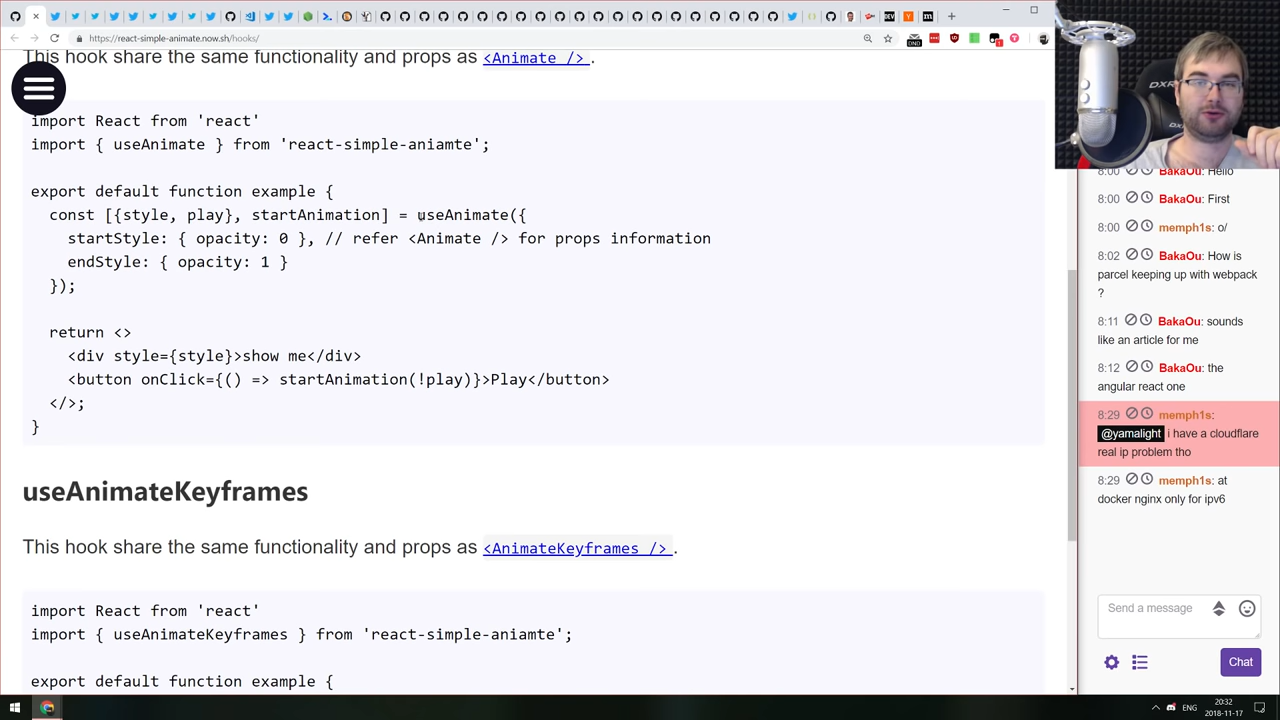 https://react-simple-animate.now.sh/hooks/
This hook share the same functionality and props as <Animate /> .
import React from 'react'
import { useAnimate } from 'react-simple-aniamte';
export default function example {
const [{style, play}, startAnimation] = useAnimate({
startStyle: { opacity: 0 }, // refer <Animate /> for props information
endStyle: { opacity: 1 }
});
return <>
<div style={style}>show me</div>
<button onClick={() => startAnimation(!play)}>Play</button>
</>;
}
useAnimateKeyframes
This hook share the same functionality and props as <AnimateKeyframes /> .
import React from 'react'
import { useAnimateKeyframes } from 'react-simple-aniamte';
export default function example {
DXR
8:00 BakaOu: Hello
8:00 BakaOu: First
8:00 memph1s: o/
8:02 BakaOu: How is
parcel keeping up with webpack
?
8:11 BakaOu: sounds
like an article for me
8:12 BakaOu: the
angular react one
8:29 memph1s:
@yamalight i have a cloudflare
real ip problem tho
8:29 memph1s: at
docker nginx only for ipv6
Send a message
Chat
ENG
20:32
2018-11-17